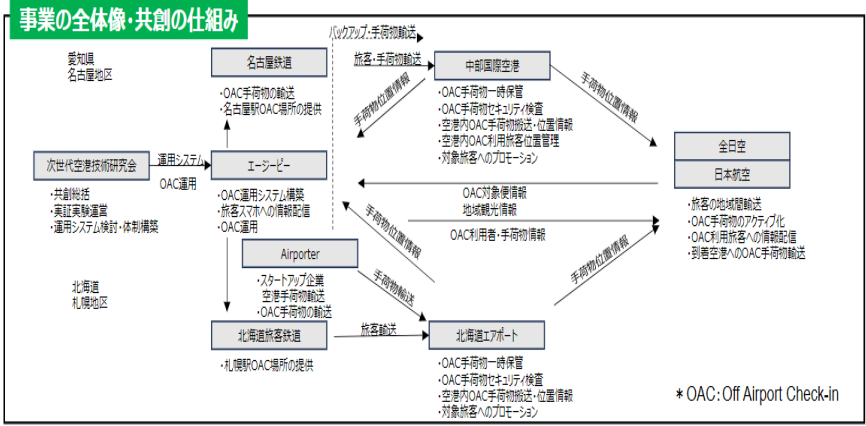 事業の全体像・共創の仕組み
愛知県
名古屋地区
名古屋鉄道
・OAC手荷物の輸送
・名古屋駅OAC場所の提供
バックアップ・手荷物輸送
旅客・手荷物輸送
中部国際空港
・OAC手荷物一時保管
・OAC手荷物セキュリティ検査
・空港内OAC手荷物搬送・位置情報
・空港内OAC利用旅客位置管理
・対象旅客へのプロモーション
手荷物位置情報
手荷物位置情報
次世代空港技術研究会
・共創総括
・実証実験運営
・運用システム検討・体制構築
運用システム
OAC運用
エージーピー
・OAC運用システム構築
・旅客スマホへの情報配信
・OAC運用
全日空
日本航空
・旅客の地域間輸送
・OAC手荷物のアクティブ化
・OAC利用旅客への情報配信
・到着空港へのOAC手荷物輸送
OAC対象便情報
地域観光情報
OAC利用者・手荷物情報
手荷物位置情報
手荷物位置情報
Airporter
・スタートアップ企業
空港手荷物輸送
・OAC手荷物の輸送
手荷物輸送
北海道
札幌地区
北海道旅客鉄道
・札幌駅OAC場所の提供
旅客輸送
北海道エアポート
・OAC手荷物一時保管
・OAC手荷物セキュリティ検査
・空港内OAC手荷物搬送・位置情報
・対象旅客へのプロモーション
＊OAC：Off Airport Check-in